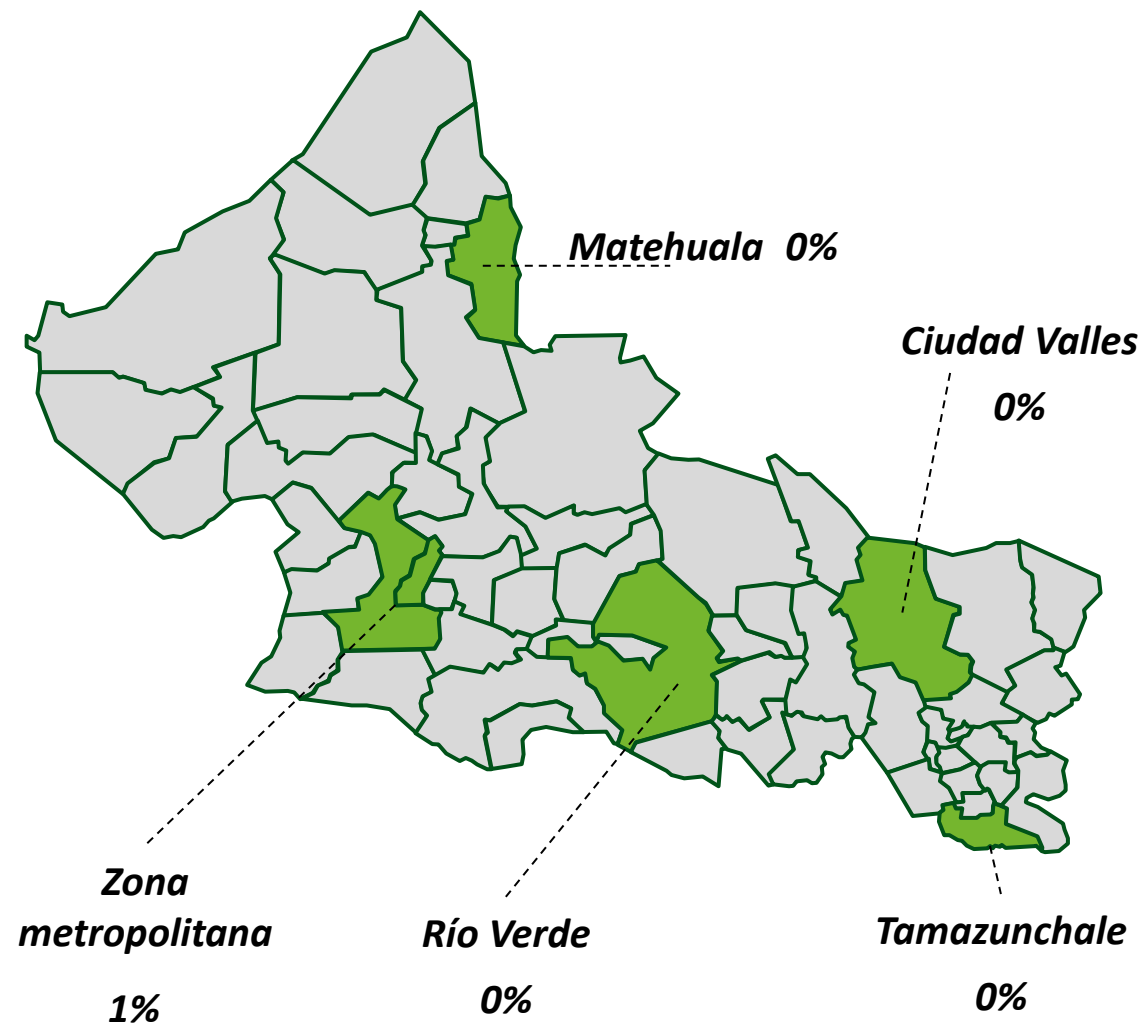 Matehuala 0%
Ciudad Valles
0%
Zona
metropolitana
1%
Río Verde
0%
Tamazunchale
0%